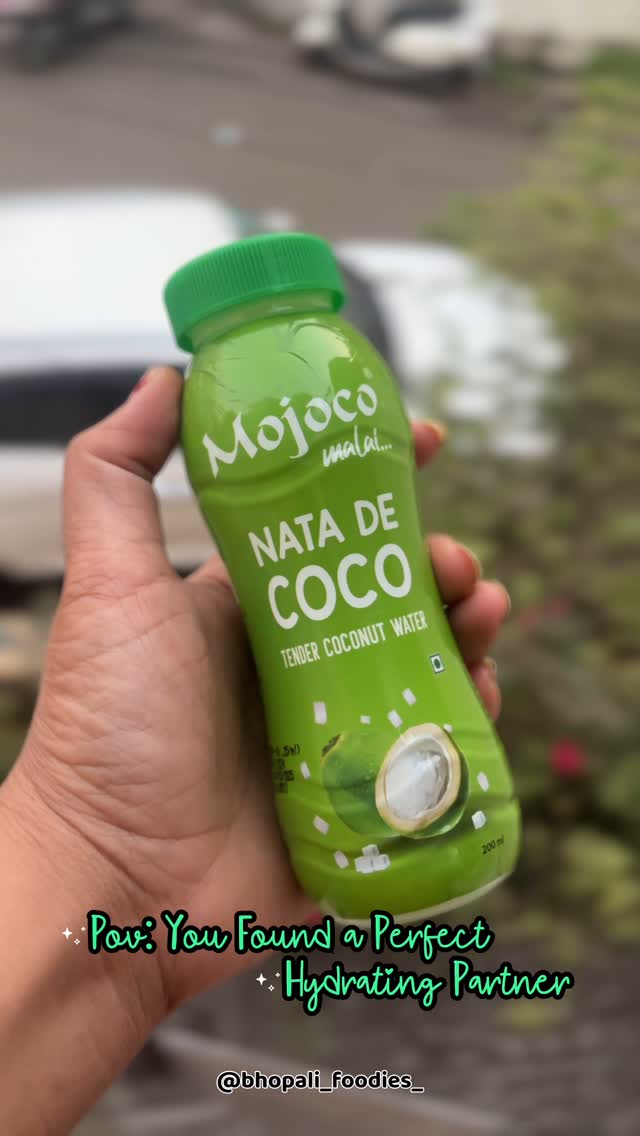 Mojoco
malai...
NATA DE
COCO
TENDER COCONUT WATER
200 ml
Pov: You Found a Perfect
Hydrating Partner
@bhopali_foodies_